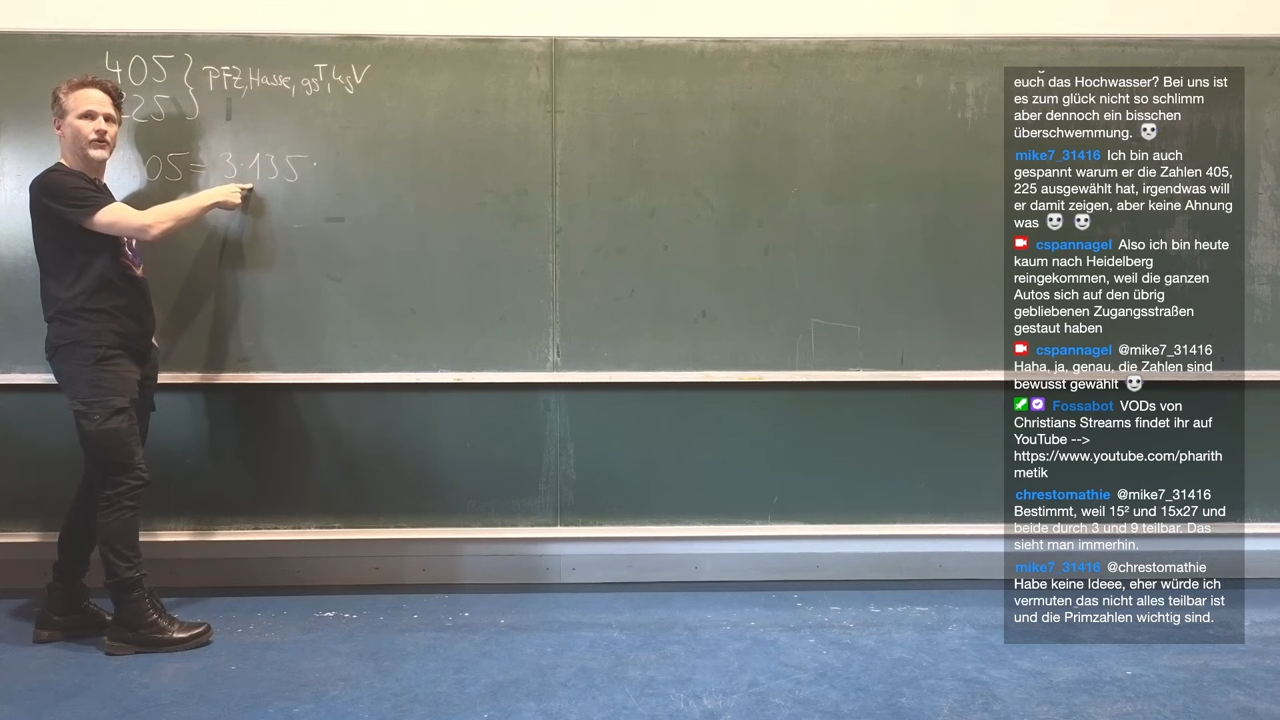 405 } PFZ, Hasse, ggT, kgV
225
05 = 3·135·
euch das Hochwasser? Bei uns ist
es zum glück nicht so schlimm
aber dennoch ein bisschen
überschwemmung.
mike7_31416 Ich bin auch
gespannt warum er die Zahlen 405,
225 ausgewählt hat, irgendwas will
er damit zeigen, aber keine Ahnung
was
cspannagel Also ich bin heute
kaum nach Heidelberg
reingekommen, weil die ganzen
Autos sich auf den übrig
gebliebenen Zugangsstraßen
gestaut haben
cspannagel @mike7_31416
Haha, ja, genau, die Zahlen sind
bewusst gewählt
Fossabot VODs von
Christians Streams findet ihr auf
YouTube -->
https://www.youtube.com/pharith
metik
chrestomathie @mike7_31416
Bestimmt, weil 15² und 15x27 und
beide durch 3 und 9 teilbar. Das
sieht man immerhin.
mike7_31416 @chrestomathie
Habe keine Ideee, eher würde ich
vermuten das nicht alles teilbar ist
und die Primzahlen wichtig sind.